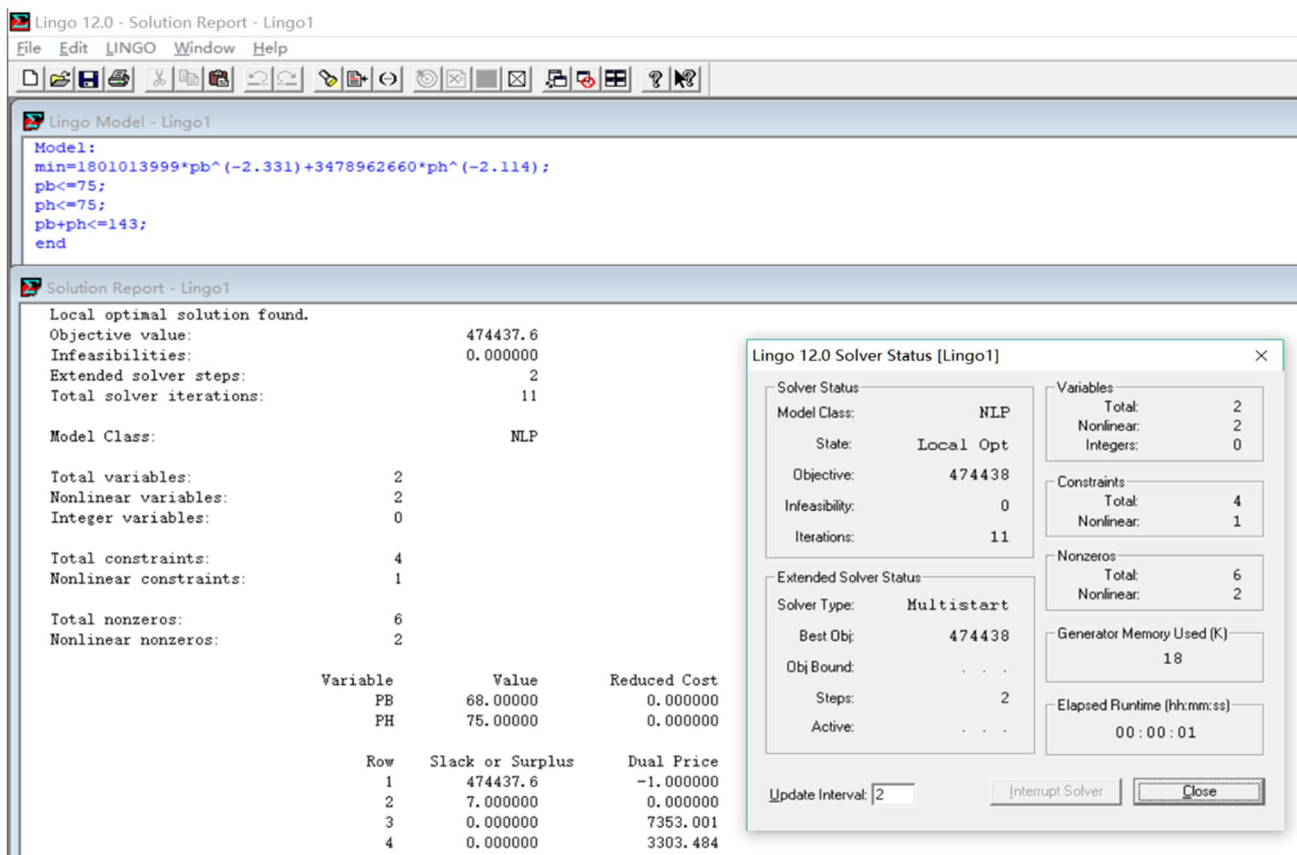 Lingo 12.0 - Solution Report - Lingo1
File Edit LINGO Window Help
Lingo Model - Lingo1
Model:
min=1801013999*pb^(-2.331)+3478962660*ph^(-2.114);
pb<=75;
ph<=75;
pb+ph<=143;
end
Solution Report - Lingo1
Local optimal solution found.
Objective value: 474437.6
Infeasibilities: 0.000000
Extended solver steps: 2
Total solver iterations: 11
Model Class: NLP
Total variables: 2
Nonlinear variables: 2
Integer variables: 0
Total constraints: 4
Nonlinear constraints: 1
Total nonzeros: 6
Nonlinear nonzeros: 2
Variable Value Reduced Cost
PB 68.00000 0.000000
PH 75.00000 0.000000
Row Slack or Surplus Dual Price
1 474437.6 -1.000000
2 7.000000 0.000000
3 0.000000 7353.001
4 0.000000 3303.484
Lingo 12.0 Solver Status [Lingo1]
Solver Status
Model Class: NLP
State: Local Opt
Objective: 474438
Infeasibility: 0
Iterations: 11
Extended Solver Status
Solver Type: Multistart
Best Obj: 474438
Obj Bound: . . .
Steps: 2
Active: . . .
Variables
Total: 2
Nonlinear: 2
Integers: 0
Constraints
Total: 4
Nonlinear: 1
Nonzeros
Total: 6
Nonlinear: 2
Generator Memory Used (K)
18
Elapsed Runtime (hh:mm:ss)
00:00:01
Update Interval: 2
Interrupt Solver
Close